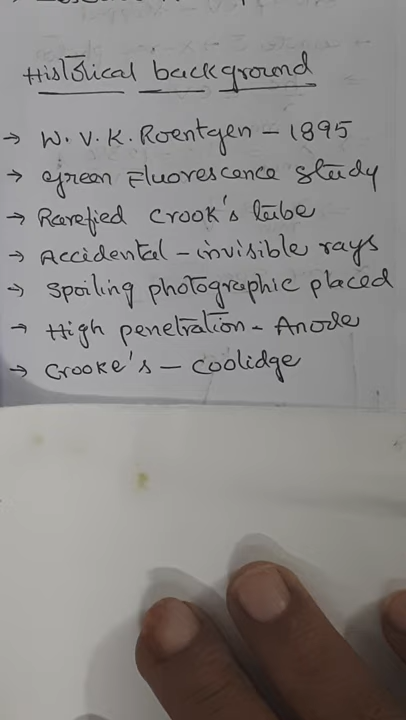 Historical background
→ W. V. K. Roentgen – 1895
→ Green Fluorescence study
→ Rarefied Crook's tube
→ Accidental – invisible rays
→ Spoiling photographic placed
→ High penetration – Anode
→ Crooke's – coolidge